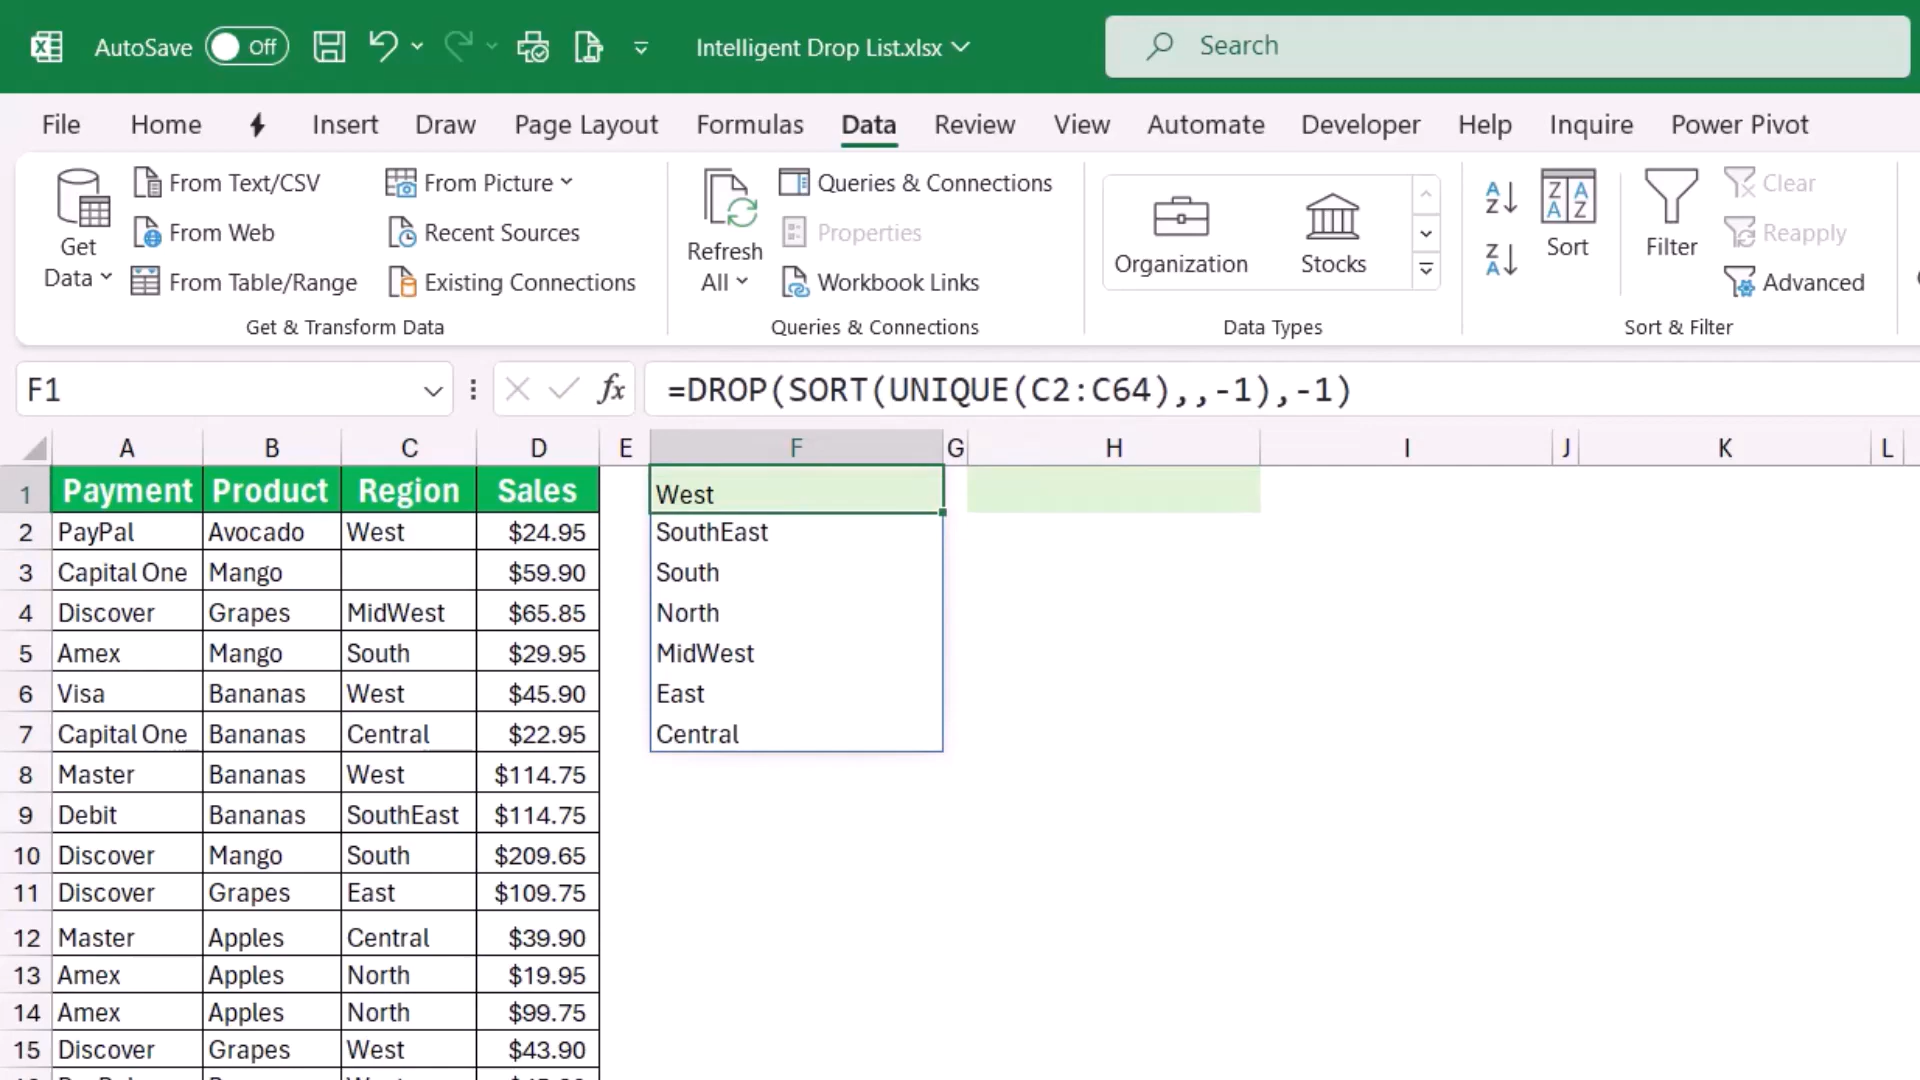 AutoSave Off Intelligent Drop List.xlsx Search
File Home Insert Draw Page Layout Formulas Data Review View Automate Developer Help Inquire Power Pivot
Get Data
From Text/CSV
From Web
From Table/Range
From Picture
Recent Sources
Existing Connections
Get & Transform Data
Refresh All
Queries & Connections
Properties
Workbook Links
Queries & Connections
Organization Stocks
Data Types
Sort
Filter
Clear
Reapply
Advanced
Sort & Filter
F1 fx =DROP(SORT(UNIQUE(C2:C64),,-1),-1)
A B C D E F G H I J K L
1 Payment Product Region Sales West
2 PayPal Avocado West $24.95 SouthEast
3 Capital One Mango $59.90 South
4 Discover Grapes MidWest $65.85 North
5 Amex Mango South $29.95 MidWest
6 Visa Bananas West $45.90 East
7 Capital One Bananas Central $22.95 Central
8 Master Bananas West $114.75
9 Debit Bananas SouthEast $114.75
10 Discover Mango South $209.65
11 Discover Grapes East $109.75
12 Master Apples Central $39.90
13 Amex Apples North $19.95
14 Amex Apples North $99.75
15 Discover Grapes West $43.90